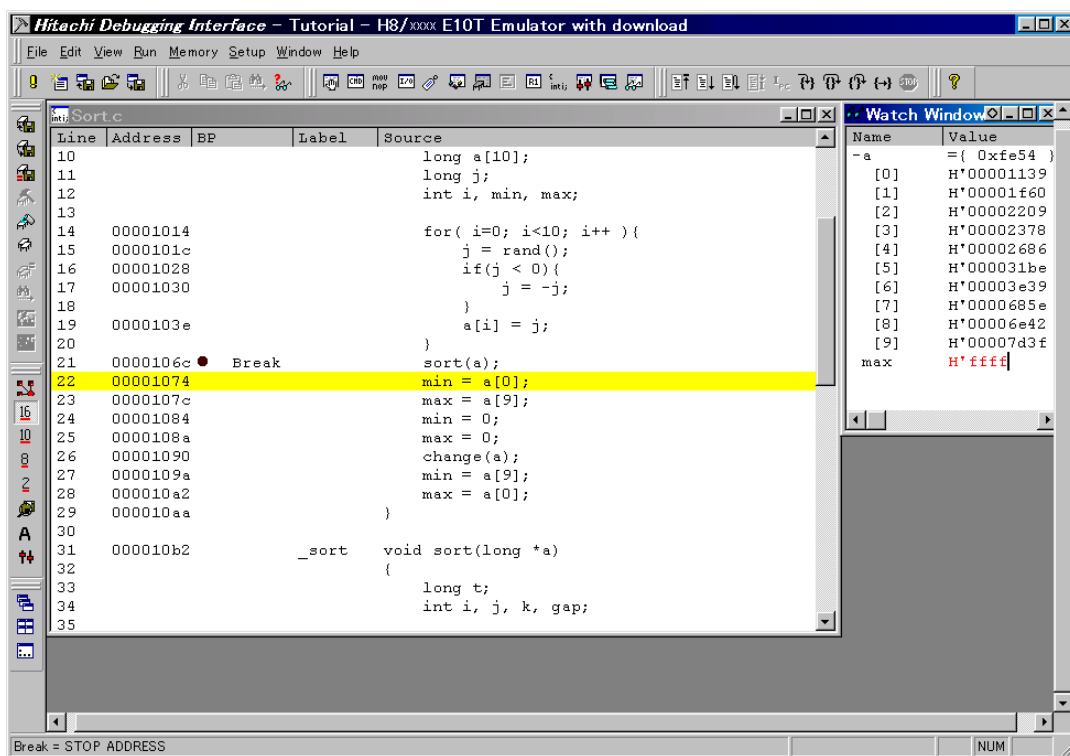 Hitachi Debugging Interface - Tutorial - H8/xxxx E10T Emulator with download
File Edit View Run Memory Setup Window Help
Sort.c
Line Address BP Label Source
10 long a[10];
11 long j;
12 int i, min, max;
13
14 00001014 for( i=0; i<10; i++ ){
15 0000101c j = rand();
16 00001028 if(j < 0){
17 00001030 j = -j;
18 }
19 0000103e a[i] = j;
20 }
21 0000106c Break sort(a);
22 00001074 min = a[0];
23 0000107c max = a[9];
24 00001084 min = 0;
25 0000108a max = 0;
26 00001090 change(a);
27 0000109a min = a[9];
28 000010a2 max = a[0];
29 000010aa }
30
31 000010b2 _sort void sort(long *a)
32 {
33 long t;
34 int i, j, k, gap;
35
Watch Window
Name Value
-a ={ 0xfe54 }
[0] H'00001139
[1] H'00001f60
[2] H'00002209
[3] H'00002378
[4] H'00002686
[5] H'000031be
[6] H'00003e39
[7] H'0000685e
[8] H'00006e42
[9] H'00007d3f
max H'ffff
16
10
8
2
A
Break = STOP ADDRESS
NUM